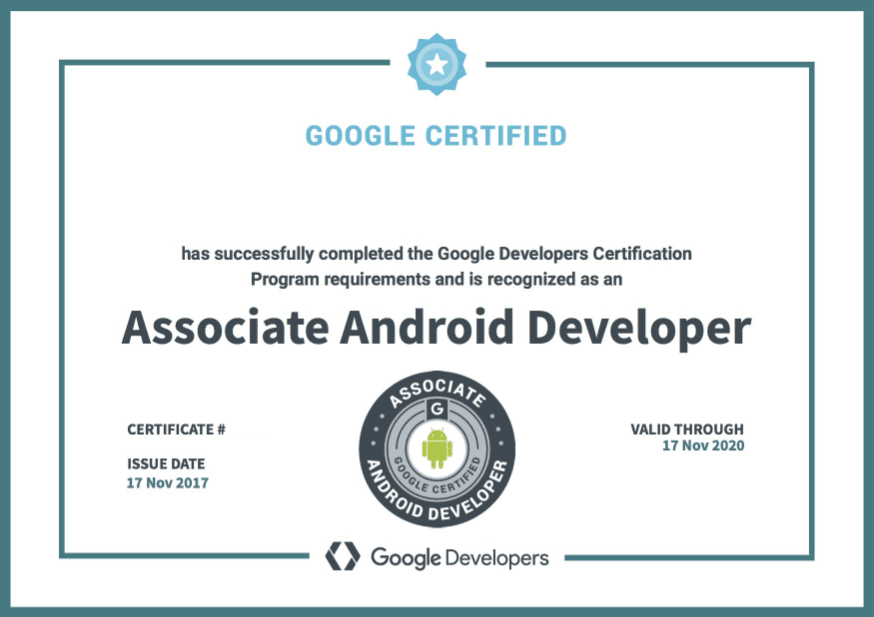 GOOGLE CERTIFIED
has successfully completed the Google Developers Certification
Program requirements and is recognized as an
Associate Android Developer
CERTIFICATE #
ISSUE DATE
17 Nov 2017
ASSOCIATE
G
GOOGLE CERTIFIED
ANDROID DEVELOPER
VALID THROUGH
17 Nov 2020
Google Developers